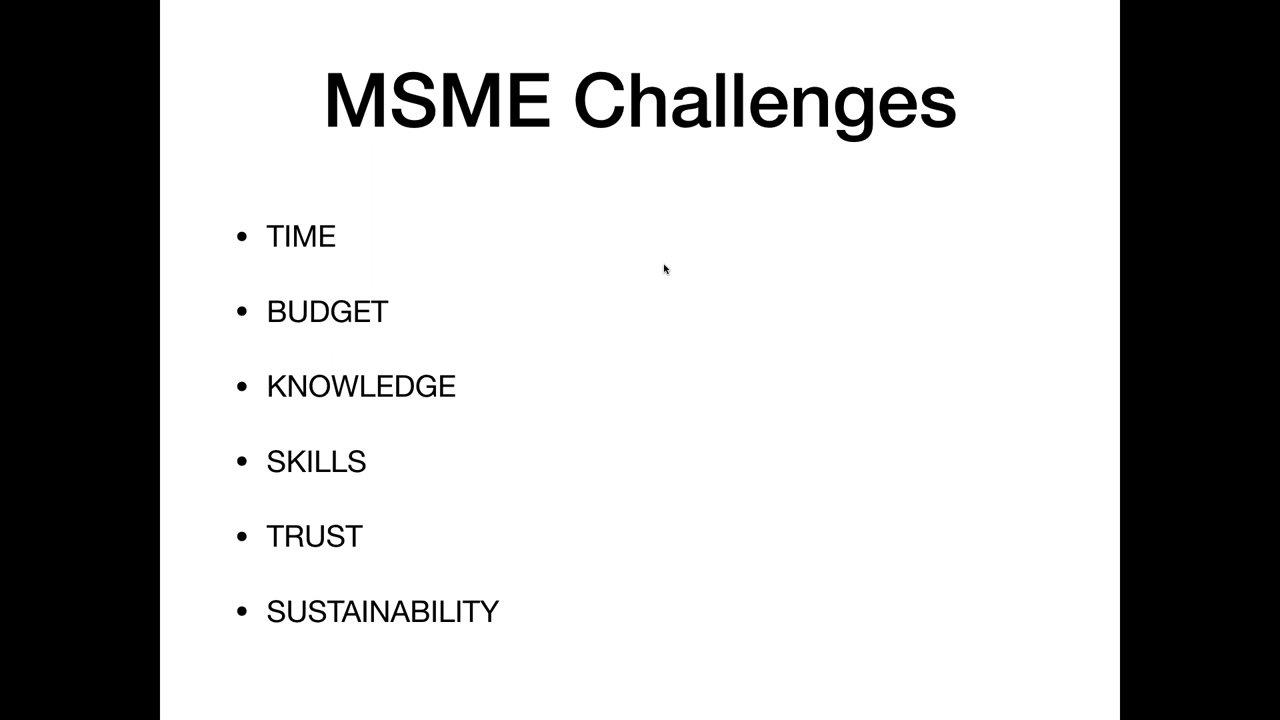 MSME Challenges
• TIME
• BUDGET
• KNOWLEDGE
• SKILLS
• TRUST
• SUSTAINABILITY